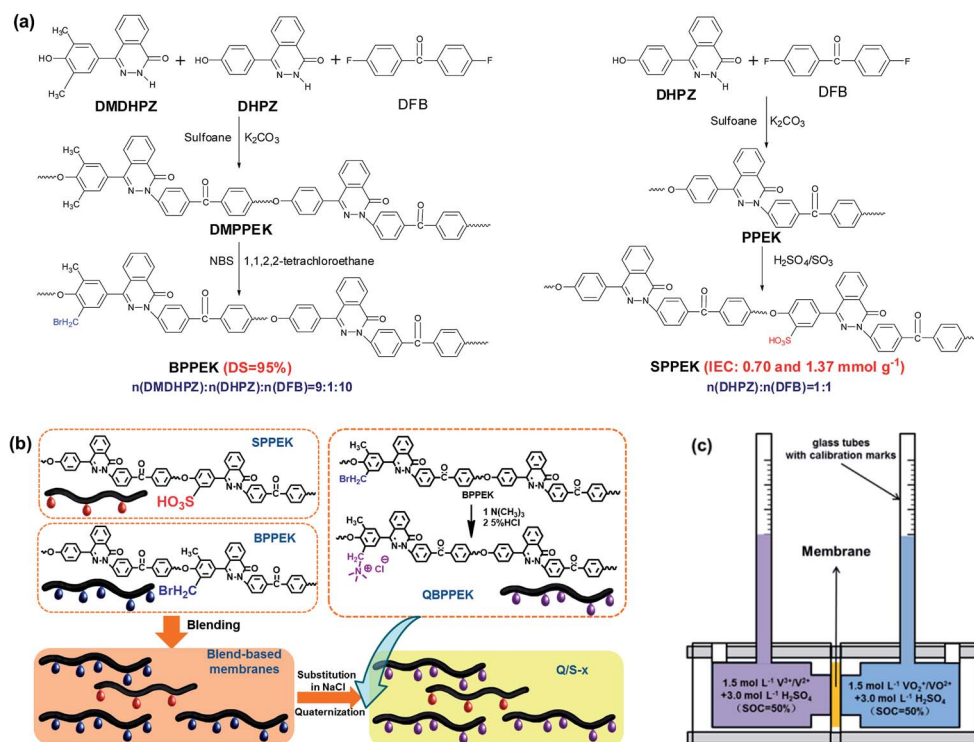 (a)
H₃C
HO
H₃C
O
N
N
H
DMDHPZ
+
HO
O
N
N
H
DHPZ
+
F
O
C
F
DFB
Sulfoane
K₂CO₃
H₃C
O
H₃C
N
N
O
O
C
O
N
N
O
O
C
DMPPEK
NBS
1,1,2,2-tetrachloroethane
H₃C
O
BrH₂C
N
N
O
O
C
O
N
N
O
O
C
BPPEK (DS=95%)
n(DMDHPZ):n(DHPZ):n(DFB)=9:1:10
HO
O
N
N
H
DHPZ
+
F
O
C
F
DFB
Sulfoane
K₂CO₃
O
N
N
O
O
C
PPEK
H₂SO₄/SO₃
O
N
N
O
O
C
O
HO₃S
N
N
O
O
C
SPPEK (IEC: 0.70 and 1.37 mmol g⁻¹)
n(DHPZ):n(DFB)=1:1
(b)
SPPEK
HO₃S
BPPEK
H₃C
BrH₂C
Blending
Blend-based
membranes
H₃C
BrH₂C
BPPEK
1 N(CH₃)₃
2 5%HCl
H₃C
H₂C
N
⊕
Cl
⊖
QBPPEK
Substitution
in NaCl
Quaternization
Q/S-x
(c)
glass tubes
with calibration marks
Membrane
1.5 mol L⁻¹ V³⁺/V²⁺
+3.0 mol L⁻¹ H₂SO₄
(SOC=50%)
1.5 mol L⁻¹ VO₂⁺/VO²⁺
+3.0 mol L⁻¹ H₂SO₄
(SOC=50%)